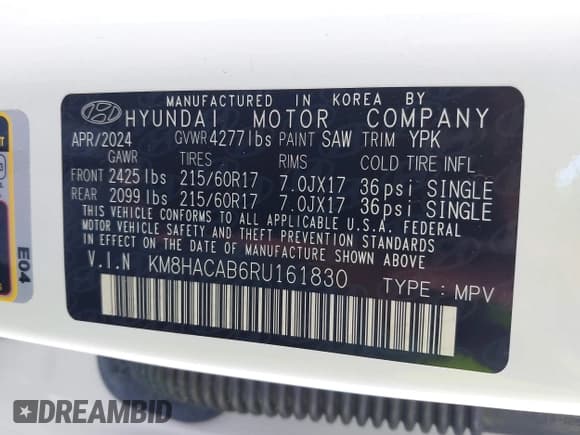 MANUFACTURED IN KOREA BY
HYUNDAI MOTOR COMPANY
APR/2024 GVWR 4277lbs PAINT SAW TRIM YPK
GAWR TIRES RIMS COLD TIRE INFL
FRONT 2425lbs 215/60R17 7.0JX17 36psi SINGLE
REAR 2099lbs 215/60R17 7.0JX17 36psi SINGLE
THIS VEHICLE CONFORMS TO ALL APPLICABLE U.S.A. FEDERAL
MOTOR VEHICLE SAFETY AND THEFT PREVENTION STANDARDS
IN EFFECT ON THE DATE OF MANUFACTURE SHOWN ABOVE
V.I.N KM8HACAB6RU161830 TYPE : MPV
E04
DREAMBID